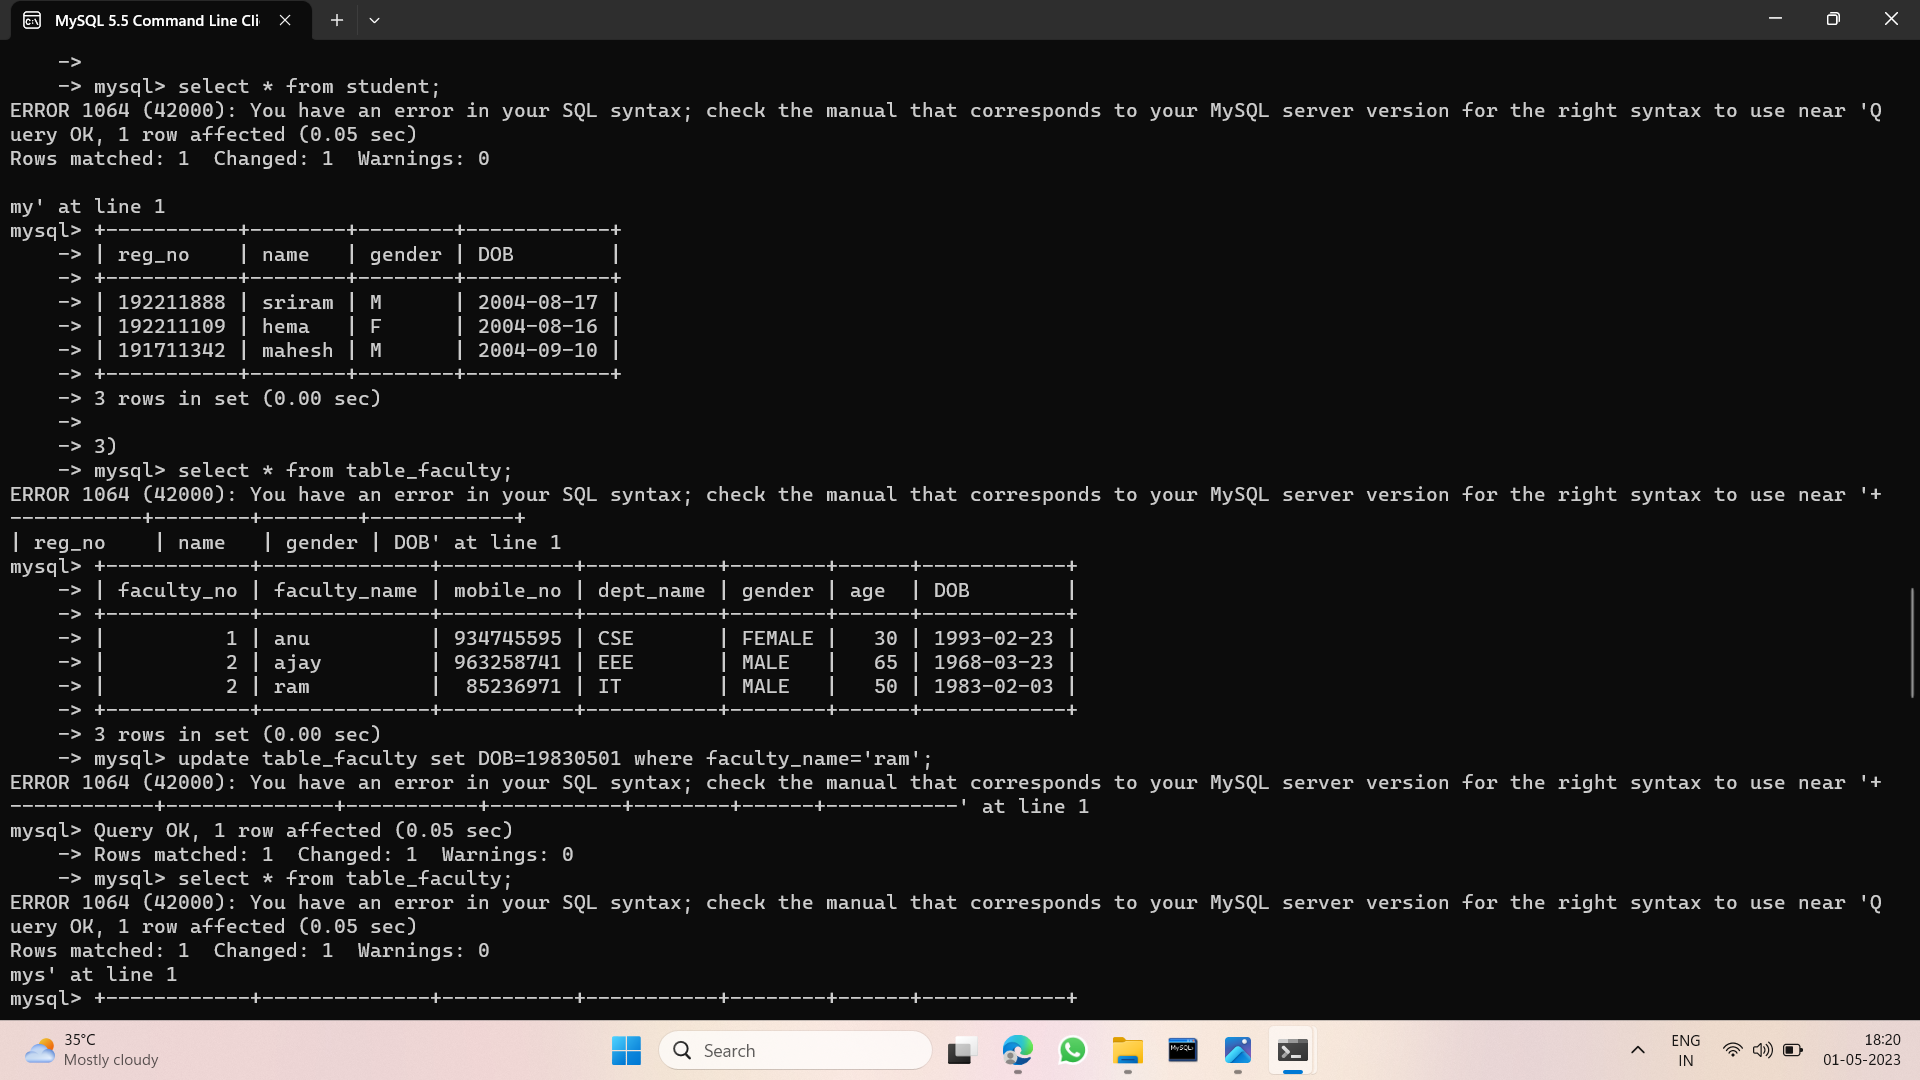 MySQL 5.5 Command Line Cli
    ->
    -> mysql> select * from student;
ERROR 1064 (42000): You have an error in your SQL syntax; check the manual that corresponds to your MySQL server version for the right syntax to use near 'Q
uery OK, 1 row affected (0.05 sec)
Rows matched: 1  Changed: 1  Warnings: 0

my' at line 1
mysql> +-----------+--------+--------+------------+
    -> | reg_no    | name   | gender | DOB        |
    -> +-----------+--------+--------+------------+
    -> | 192211888 | sriram | M      | 2004-08-17 |
    -> | 192211109 | hema   | F      | 2004-08-16 |
    -> | 191711342 | mahesh | M      | 2004-09-10 |
    -> +-----------+--------+--------+------------+
    -> 3 rows in set (0.00 sec)
    ->
    -> 3)
    -> mysql> select * from table_faculty;
ERROR 1064 (42000): You have an error in your SQL syntax; check the manual that corresponds to your MySQL server version for the right syntax to use near '+
-----------+--------+--------+------------+
| reg_no    | name   | gender | DOB' at line 1
mysql> +------------+--------------+-----------+-----------+--------+------+------------+
    -> | faculty_no | faculty_name | mobile_no | dept_name | gender | age  | DOB        |
    -> +------------+--------------+-----------+-----------+--------+------+------------+
    -> |          1 | anu          | 934745595 | CSE       | FEMALE |   30 | 1993-02-23 |
    -> |          2 | ajay         | 963258741 | EEE       | MALE   |   65 | 1968-03-23 |
    -> |          2 | ram          |  85236971 | IT        | MALE   |   50 | 1983-02-03 |
    -> +------------+--------------+-----------+-----------+--------+------+------------+
    -> 3 rows in set (0.00 sec)
    -> mysql> update table_faculty set DOB=19830501 where faculty_name='ram';
ERROR 1064 (42000): You have an error in your SQL syntax; check the manual that corresponds to your MySQL server version for the right syntax to use near '+
------------+--------------+-----------+-----------+--------+------+-----------' at line 1
mysql> Query OK, 1 row affected (0.05 sec)
    -> Rows matched: 1  Changed: 1  Warnings: 0
    -> mysql> select * from table_faculty;
ERROR 1064 (42000): You have an error in your SQL syntax; check the manual that corresponds to your MySQL server version for the right syntax to use near 'Q
uery OK, 1 row affected (0.05 sec)
Rows matched: 1  Changed: 1  Warnings: 0
mys' at line 1
mysql> +------------+--------------+-----------+-----------+--------+------+------------+
35°C
Mostly cloudy
Search
MySQL
ENG
IN
18:20
01-05-2023